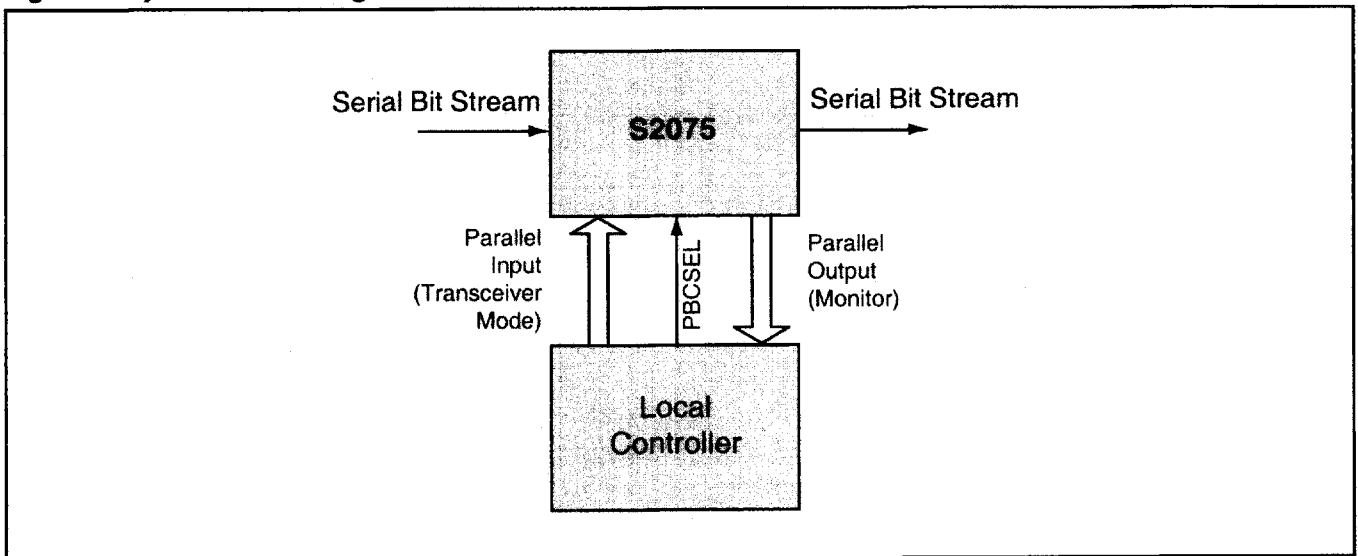 Serial Bit Stream
S2075
Serial Bit Stream
Parallel
Input
(Transceiver
Mode)
PBCSEL
Parallel
Output
(Monitor)
Local
Controller